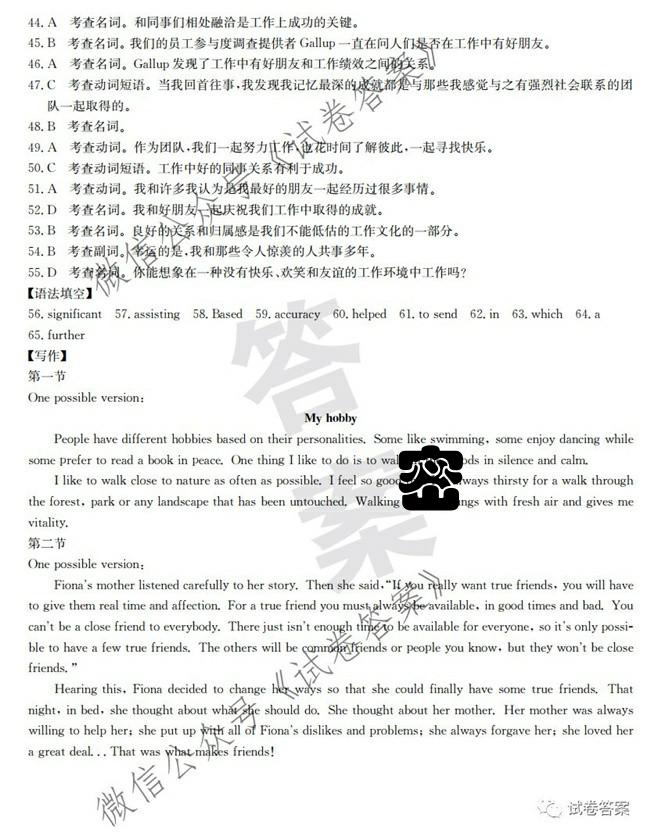 44. A 考查名词。和同事们相处融洽是工作上成功的关键。
45. B 考查名词。我们的员工参与度调查提供者 Gallup 一直在问人们是否在工作中有好朋友。
46. A 考查名词。Gallup 发现了工作中有好朋友和工作绩效之间的关系。
47. C 考查动词短语。当我回首往事,我发现我记忆最深的成就都是与那些我感觉与之有强烈社会联系的团
队一起取得的。
48. B 考查名词。
49. A 考查动词。作为团队,我们一起努力工作,也花时间了解彼此,一起寻找快乐。
50. C 考查动词短语。工作中好的同事关系有利于成功。
51. A 考查动词。我和许多我认为是我最好的朋友一起经历过很多事情。
52. D 考查名词。我和好朋友一起庆祝我们工作中取得的成就。
53. B 考查名词。良好的关系和归属感是我们不能低估的工作文化的一部分。
54. B 考查副词。幸运的是,我和那些令人惊羡的人共事多年。
55. D 考查名词。你能想象在一种没有快乐、欢笑和友谊的工作环境中工作吗?
【语法填空】
56. significant 57. assisting 58. Based 59. accuracy 60. helped 61. to send 62. in 63. which 64. a
65. further
【写作】
第一节
One possible version:
My hobby
People have different hobbies based on their personalities. Some like swimming, some enjoy dancing while
some prefer to read a book in peace. One thing I like to do is to in silence and calm.
I like to walk close to nature as often as possible. I feel so thirsty for a walk through
the forest, park or any landscape that has been untouched. Walking with fresh air and gives me
vitality.
第二节
One possible version:
Fiona's mother listened carefully to her story. Then she said,"If you really want true friends, you will have
to give them real time and affection. For a true friend you must always be available, in good times and bad. You
can't be a close friend to everybody. There just isn't enough time to be available for everyone, so it's only possi-
ble to have a few true friends. The others will be common friends or people you know, but they won't be close
friends."
Hearing this, Fiona decided to change her ways so that she could finally have some true friends. That
night, in bed, she thought about what she should do. She thought about her mother. Her mother was always
willing to help her; she put up with all of Fiona's dislikes and problems; she always forgave her; she loved her
a great deal... That was what makes friends!
答案
微信公众号《试卷答案》
微信公众号《试卷答案》
试卷答案